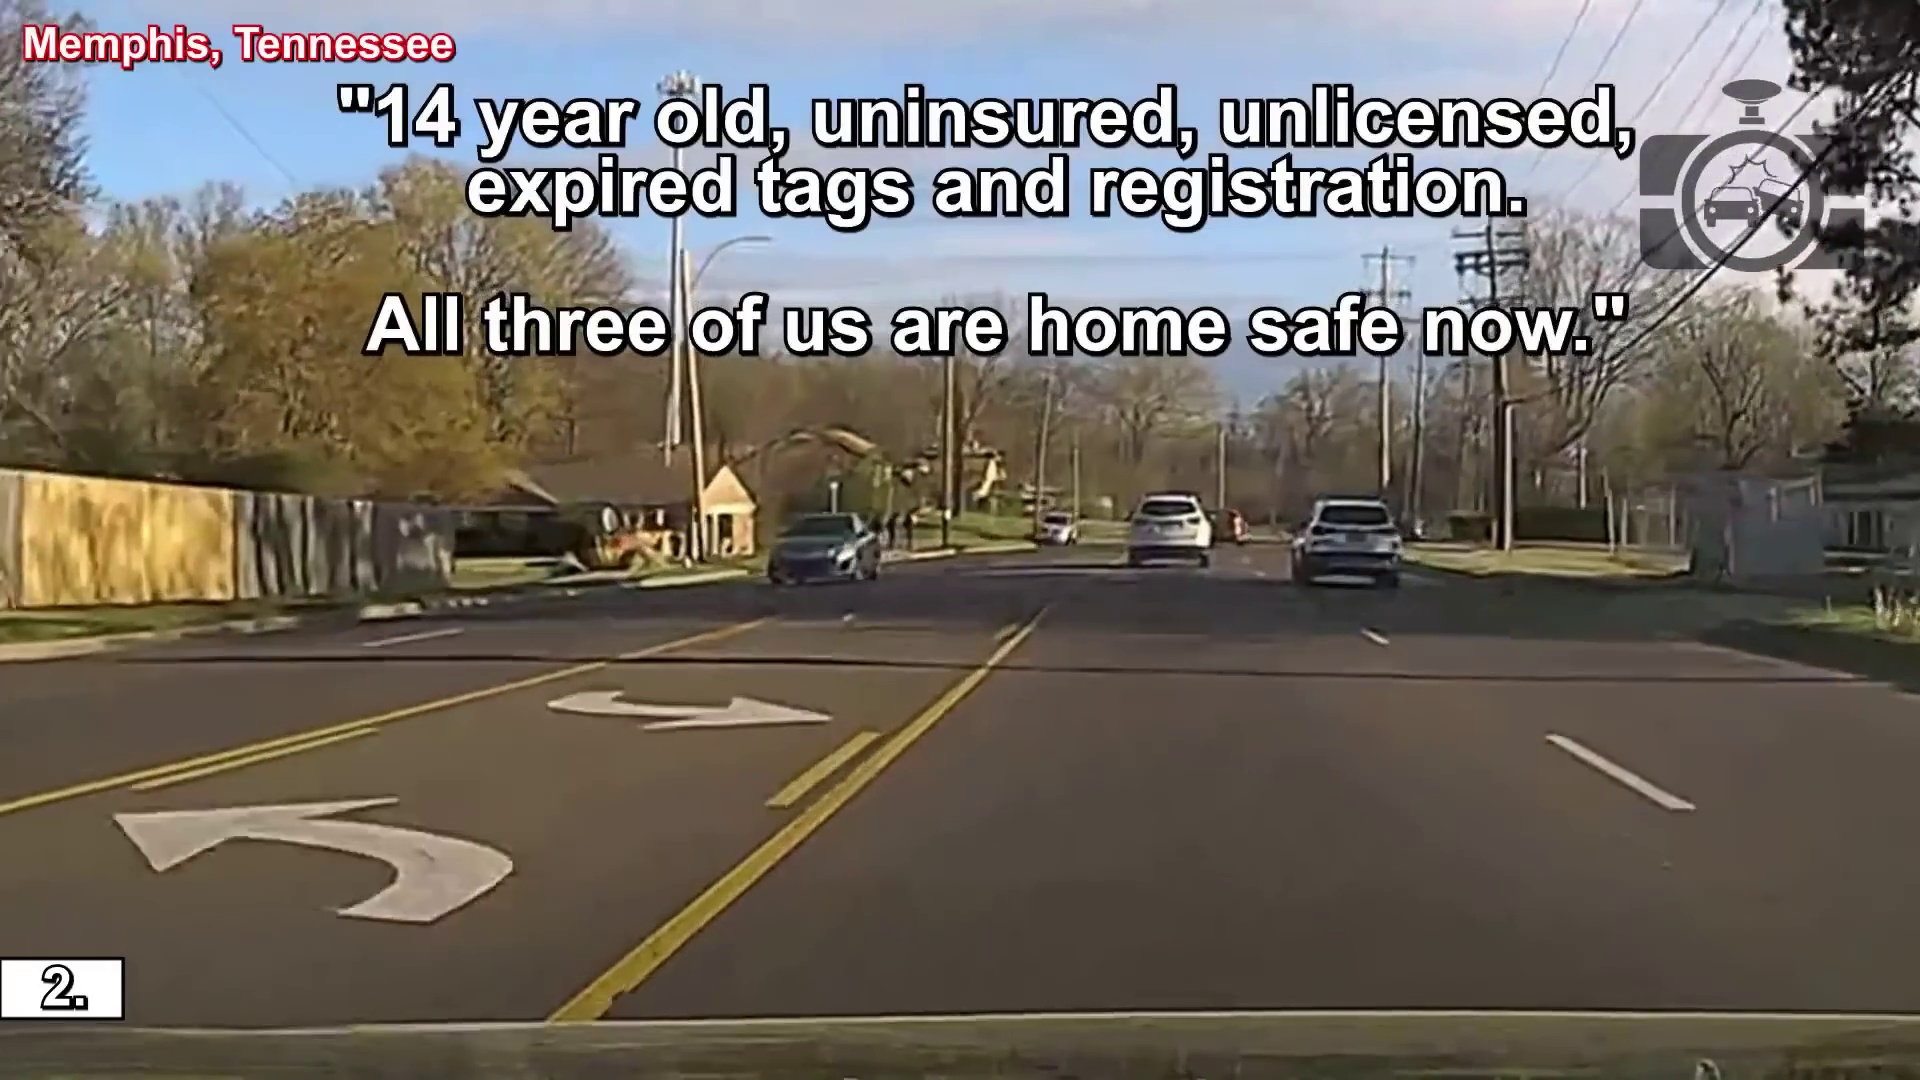 Memphis, Tennessee
"14 year old, uninsured, unlicensed,
expired tags and registration.
All three of us are home safe now."
2.